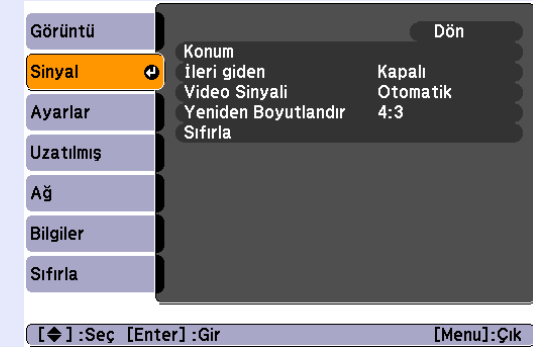 Görüntü
Sinyal
Ayarlar
Uzatılmış
Ağ
Bilgiler
Sıfırla
Dön
Konum
İleri giden Kapalı
Video Sinyali Otomatik
Yeniden Boyutlandır 4:3
Sıfırla
[◆] :Seç [Enter] :Gir [Menu]:Çık